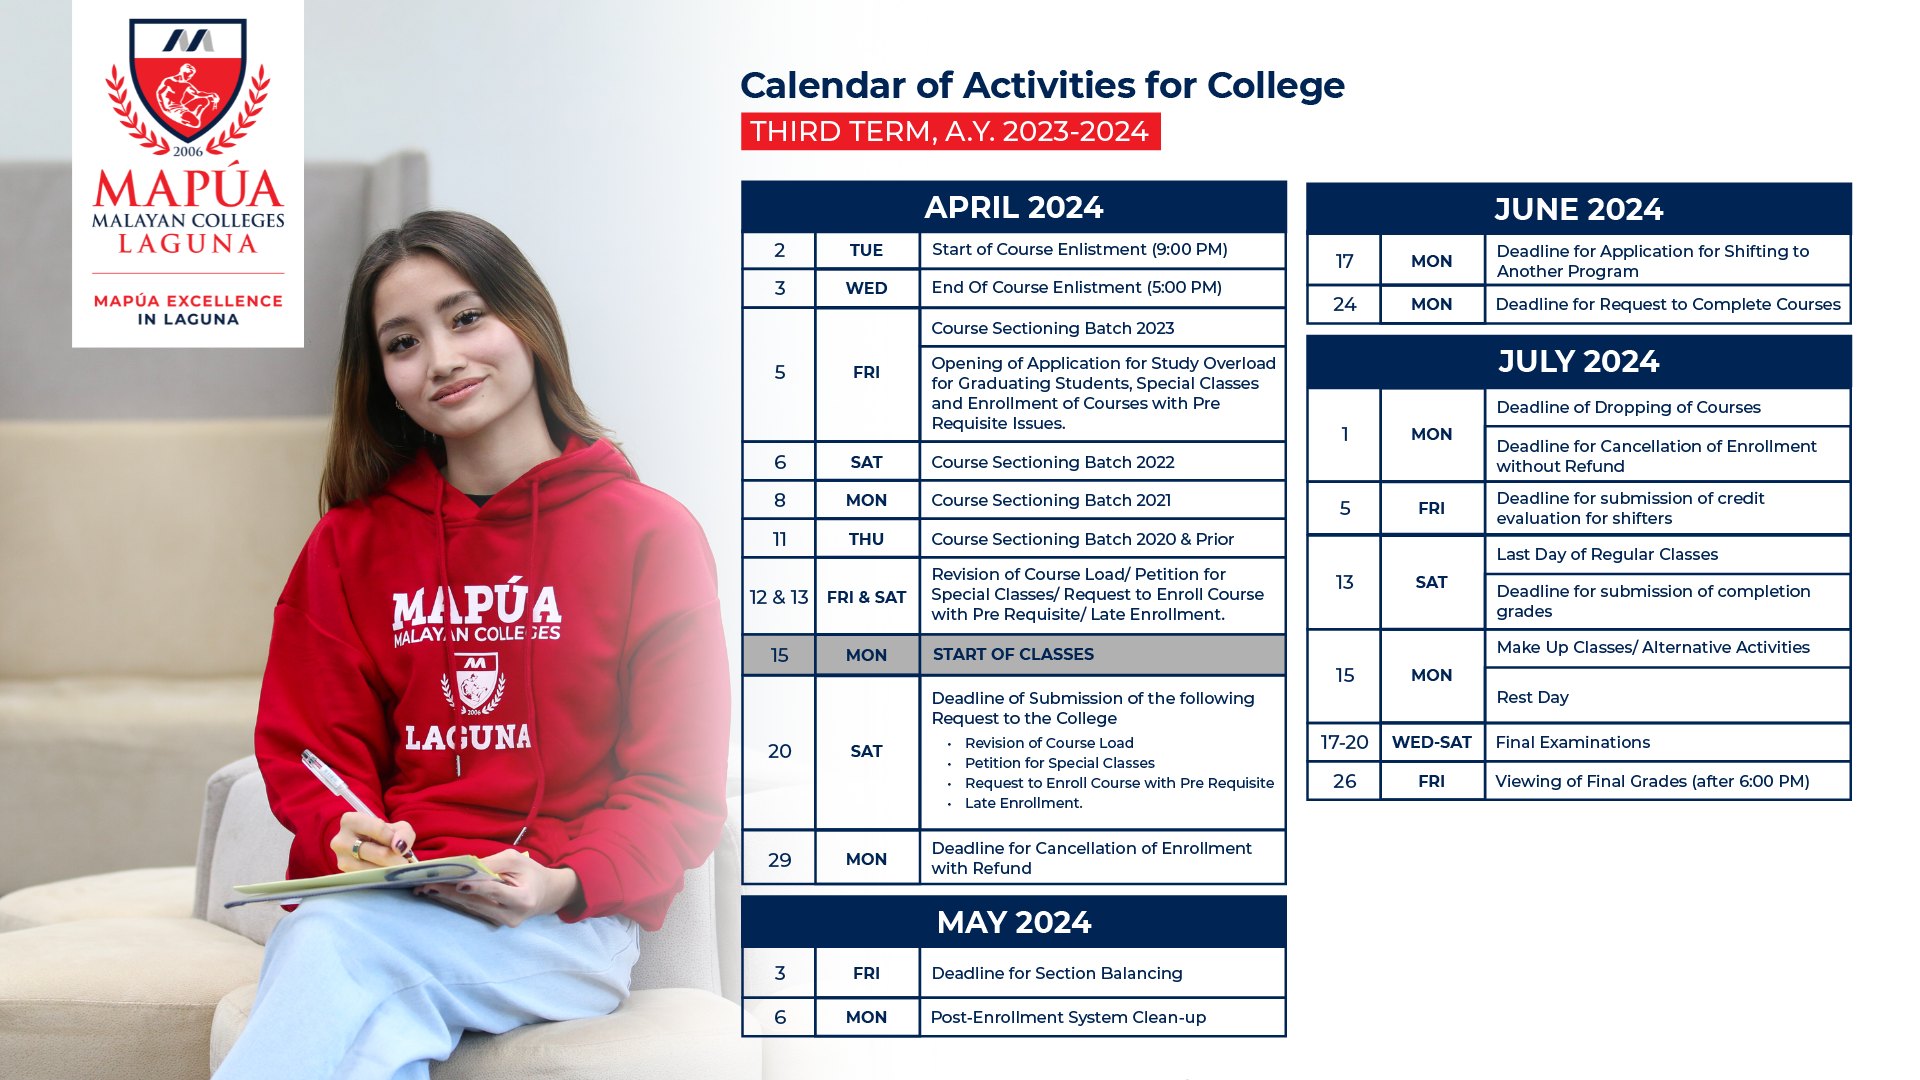 2006
MAPÚA
MALAYAN COLLEGES
LAGUNA
MAPÚA EXCELLENCE
IN LAGUNA
MAPÚA
MALAYAN COLLEGES
2006
LAGUNA
Calendar of Activities for College
THIRD TERM, A.Y. 2023-2024
APRIL 2024
2 TUE Start of Course Enlistment (9:00 PM)
3 WED End Of Course Enlistment (5:00 PM)
5 FRI Course Sectioning Batch 2023
Opening of Application for Study Overload
for Graduating Students, Special Classes
and Enrollment of Courses with Pre
Requisite Issues.
6 SAT Course Sectioning Batch 2022
8 MON Course Sectioning Batch 2021
11 THU Course Sectioning Batch 2020 & Prior
12 & 13 FRI & SAT Revision of Course Load/ Petition for
Special Classes/ Request to Enroll Course
with Pre Requisite/ Late Enrollment.
15 MON START OF CLASSES
20 SAT Deadline of Submission of the following
Request to the College
• Revision of Course Load
• Petition for Special Classes
• Request to Enroll Course with Pre Requisite
• Late Enrollment.
29 MON Deadline for Cancellation of Enrollment
with Refund
MAY 2024
3 FRI Deadline for Section Balancing
6 MON Post-Enrollment System Clean-up
JUNE 2024
17 MON Deadline for Application for Shifting to
Another Program
24 MON Deadline for Request to Complete Courses
JULY 2024
1 MON Deadline of Dropping of Courses
Deadline for Cancellation of Enrollment
without Refund
5 FRI Deadline for submission of credit
evaluation for shifters
13 SAT Last Day of Regular Classes
Deadline for submission of completion
grades
15 MON Make Up Classes/ Alternative Activities
Rest Day
17-20 WED-SAT Final Examinations
26 FRI Viewing of Final Grades (after 6:00 PM)